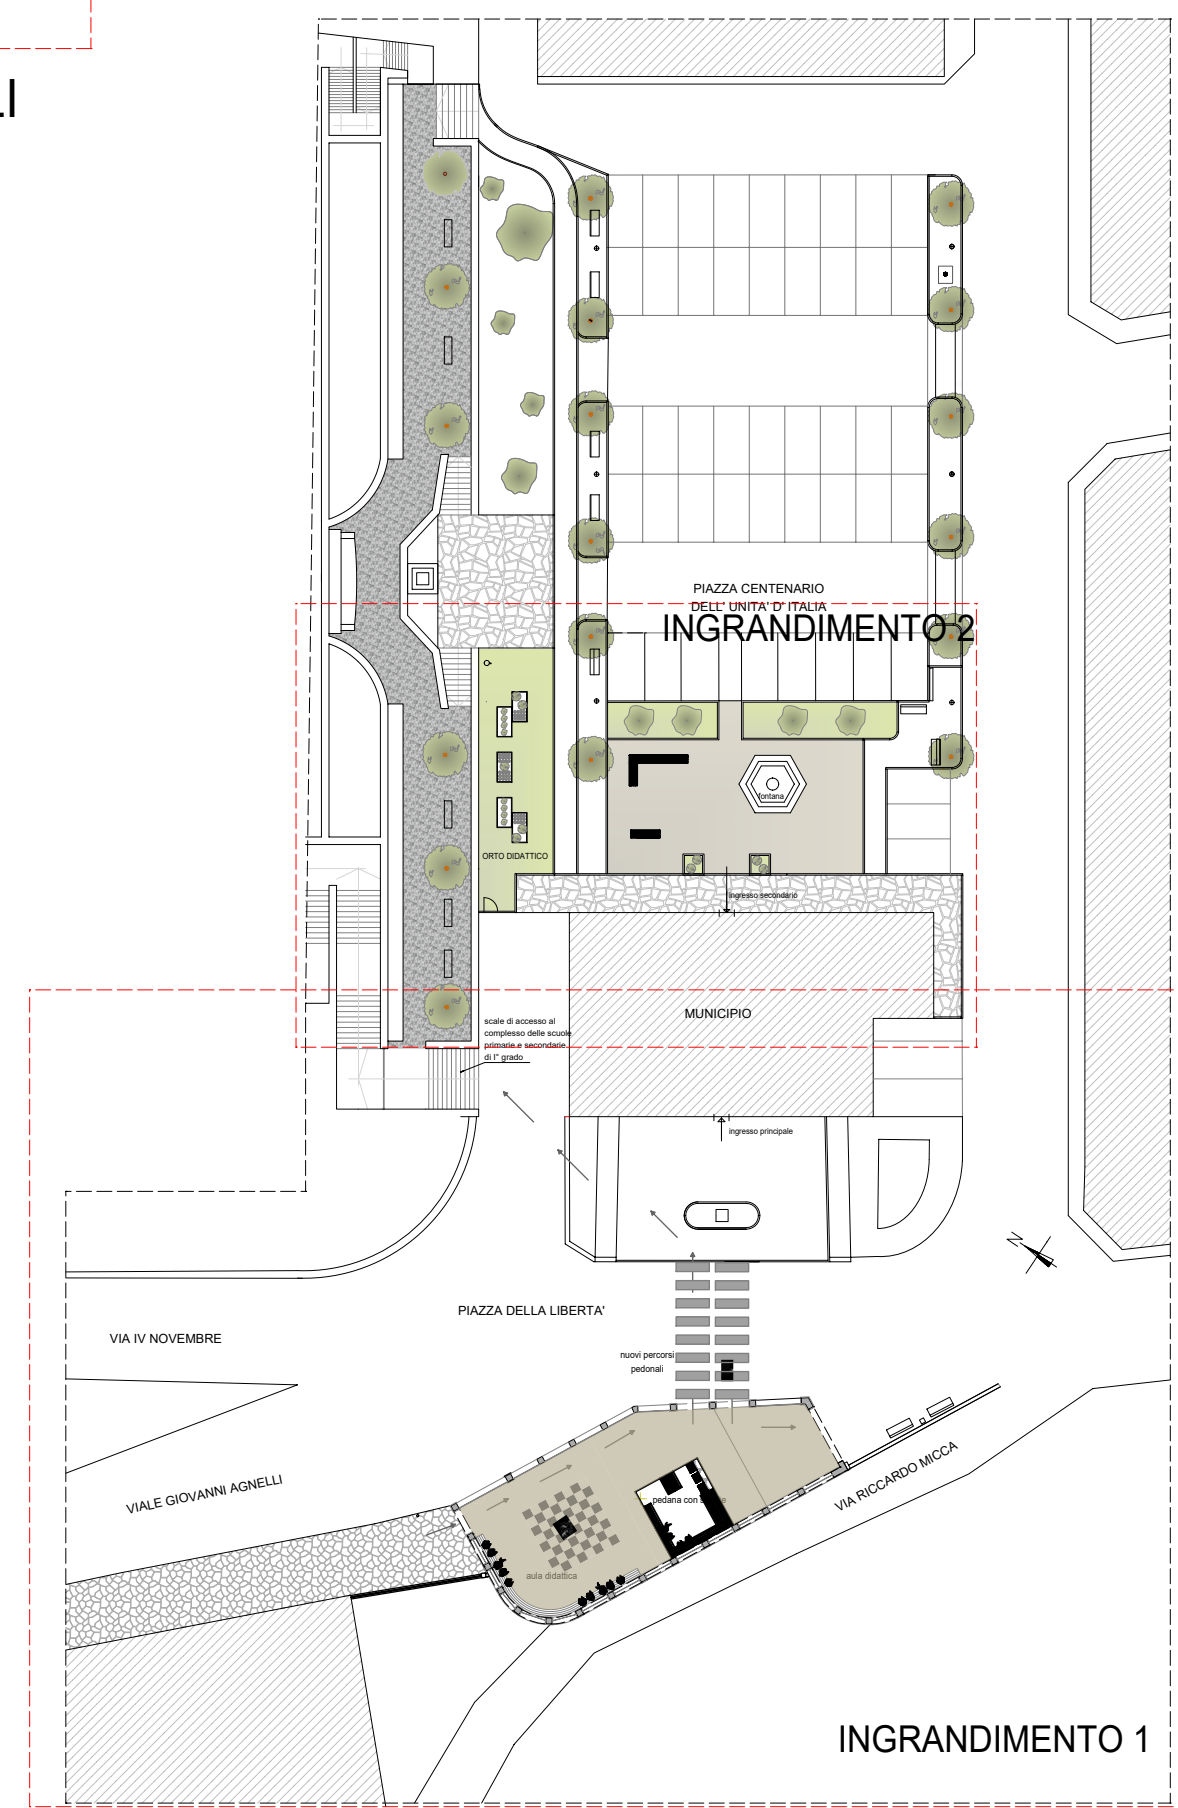 LI
PIAZZA CENTENARIO
DELL' UNITA' D' ITALIA
INGRANDIMENTO 2
fontana
ORTO DIDATTICO
ingresso secondario
MUNICIPIO
scale di accesso al
complesso delle scuole
primarie e secondarie
di I° grado
ingresso principale
N
PIAZZA DELLA LIBERTA'
VIA IV NOVEMBRE
nuovi percorsi
pedonali
VIALE GIOVANNI AGNELLI
VIA RICCARDO MICCA
pedana con
aula didattica
INGRANDIMENTO 1